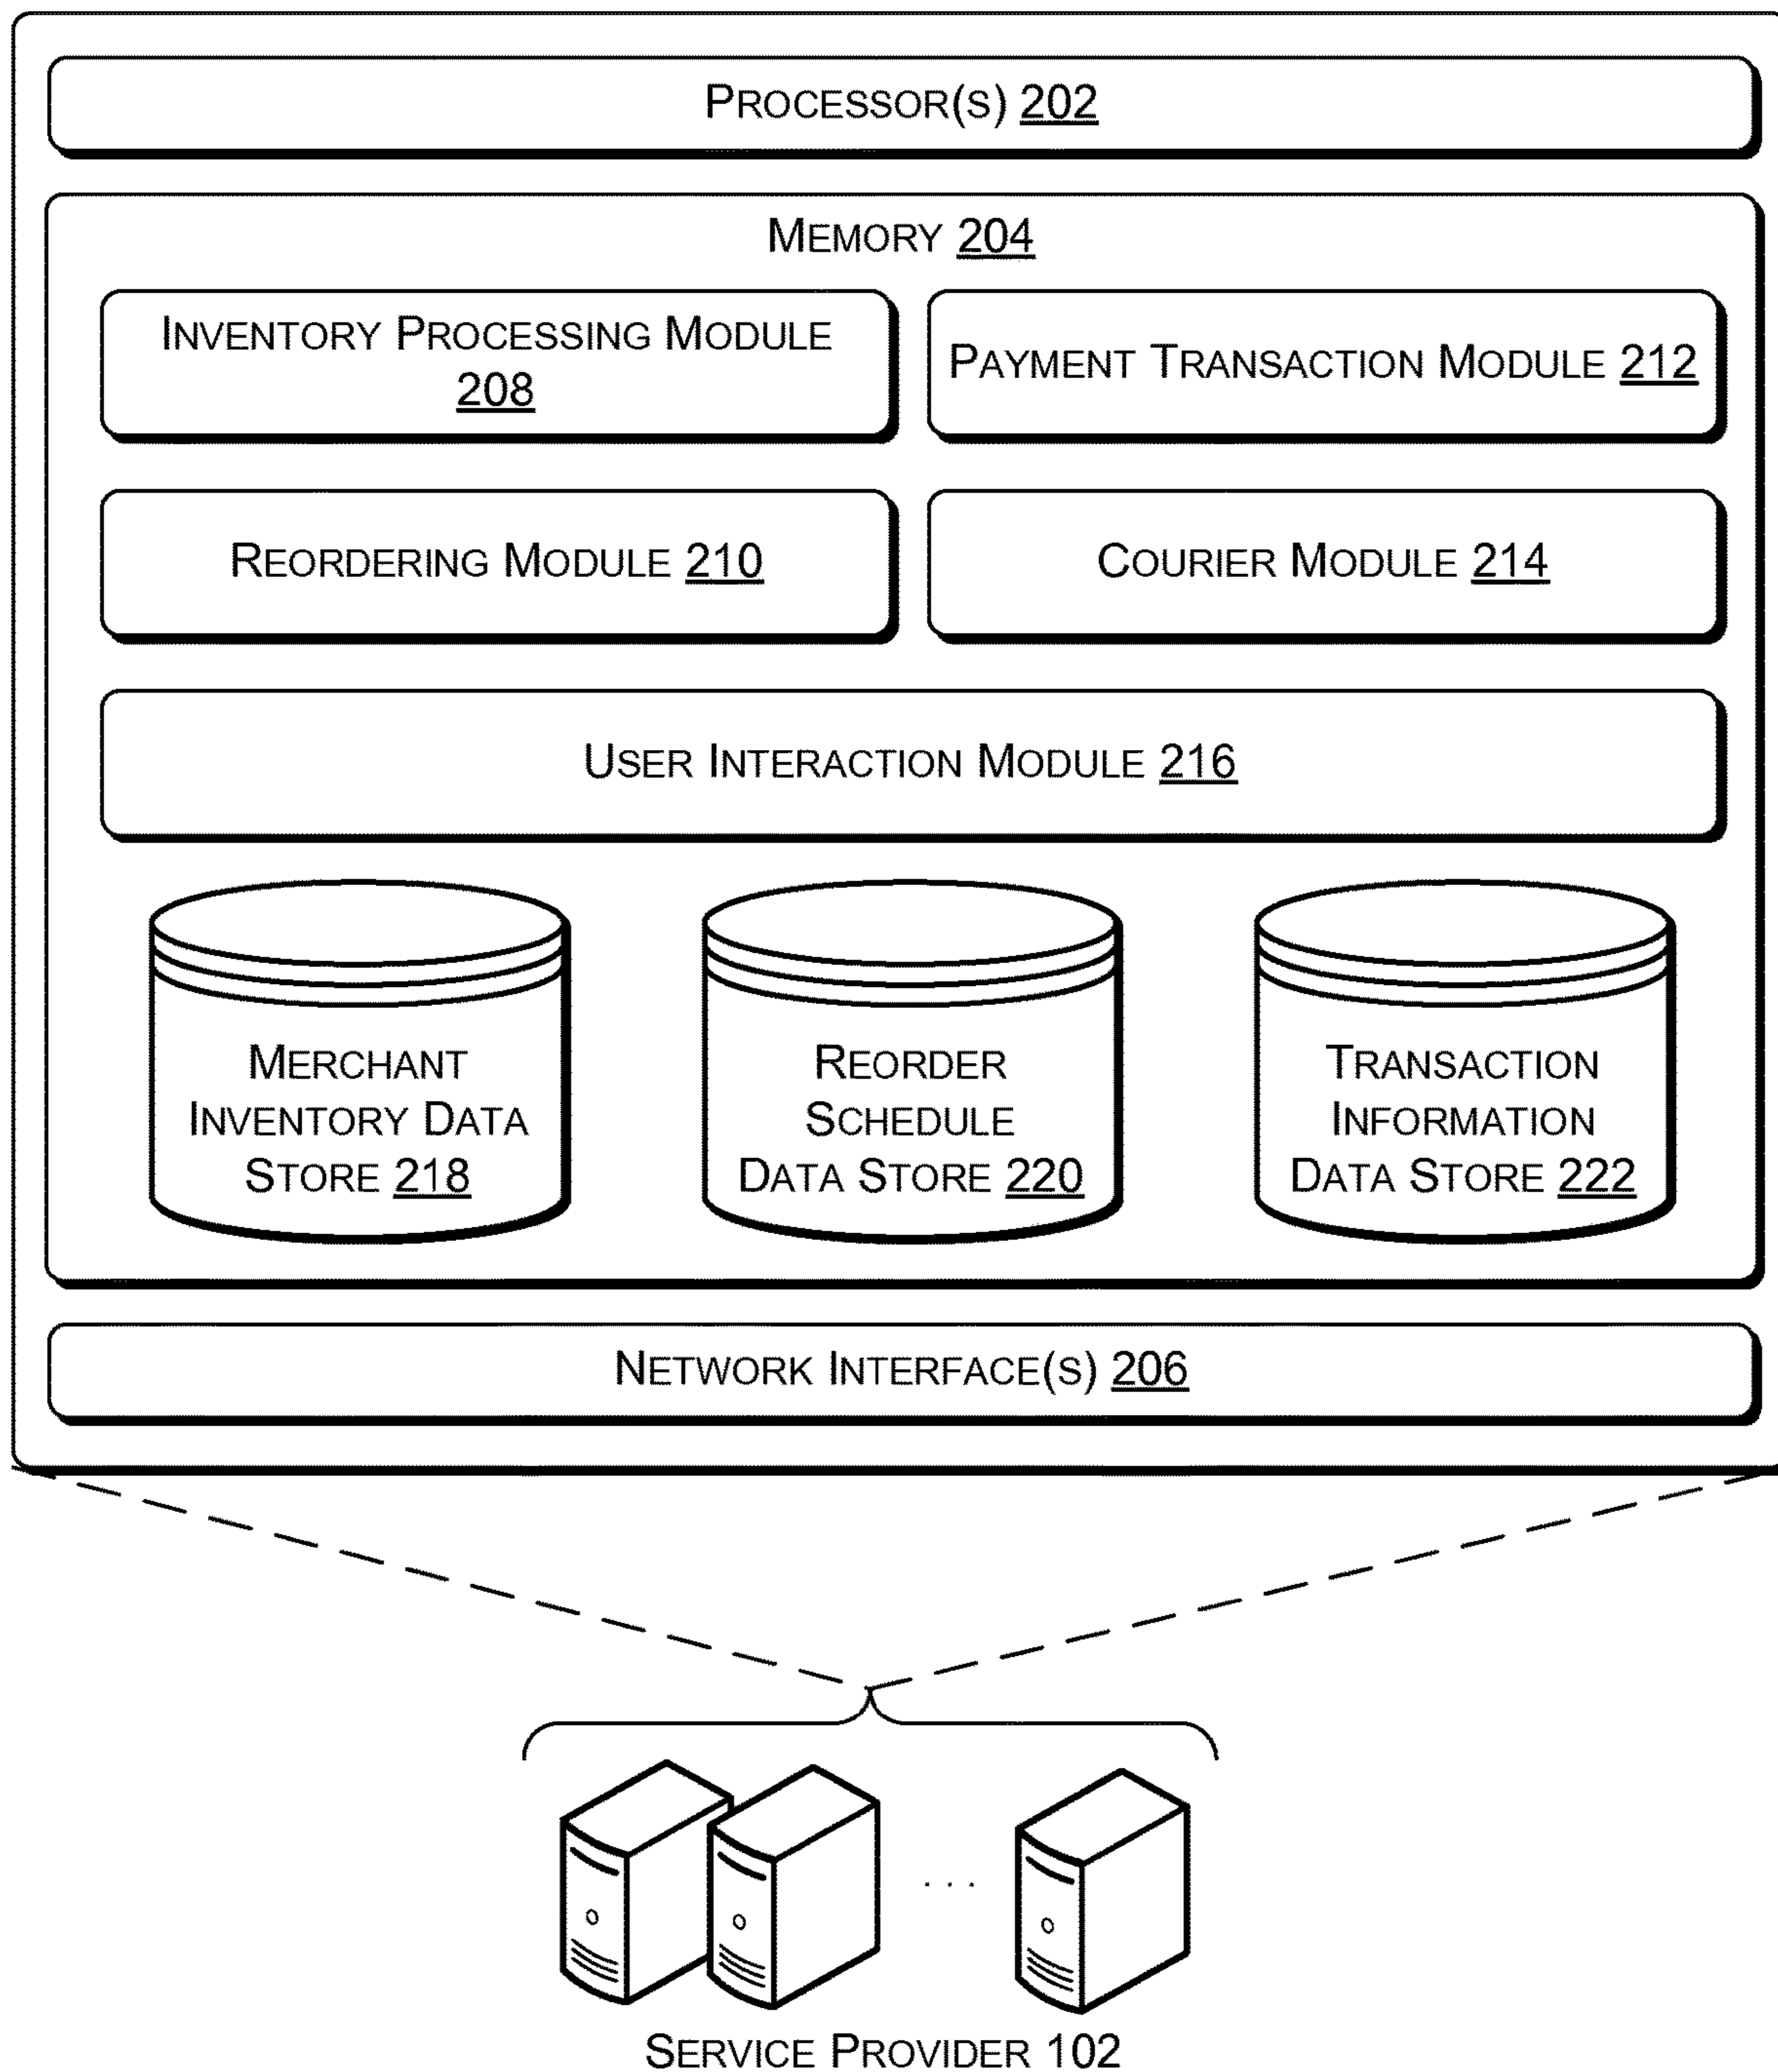 PROCESSOR(S) 202
MEMORY 204
INVENTORY PROCESSING MODULE
208
PAYMENT TRANSACTION MODULE 212
REORDERING MODULE 210
COURIER MODULE 214
USER INTERACTION MODULE 216
MERCHANT
INVENTORY DATA
STORE 218
REORDER
SCHEDULE
DATA STORE 220
TRANSACTION
INFORMATION
DATA STORE 222
NETWORK INTERFACE(S) 206
. . .
SERVICE PROVIDER 102